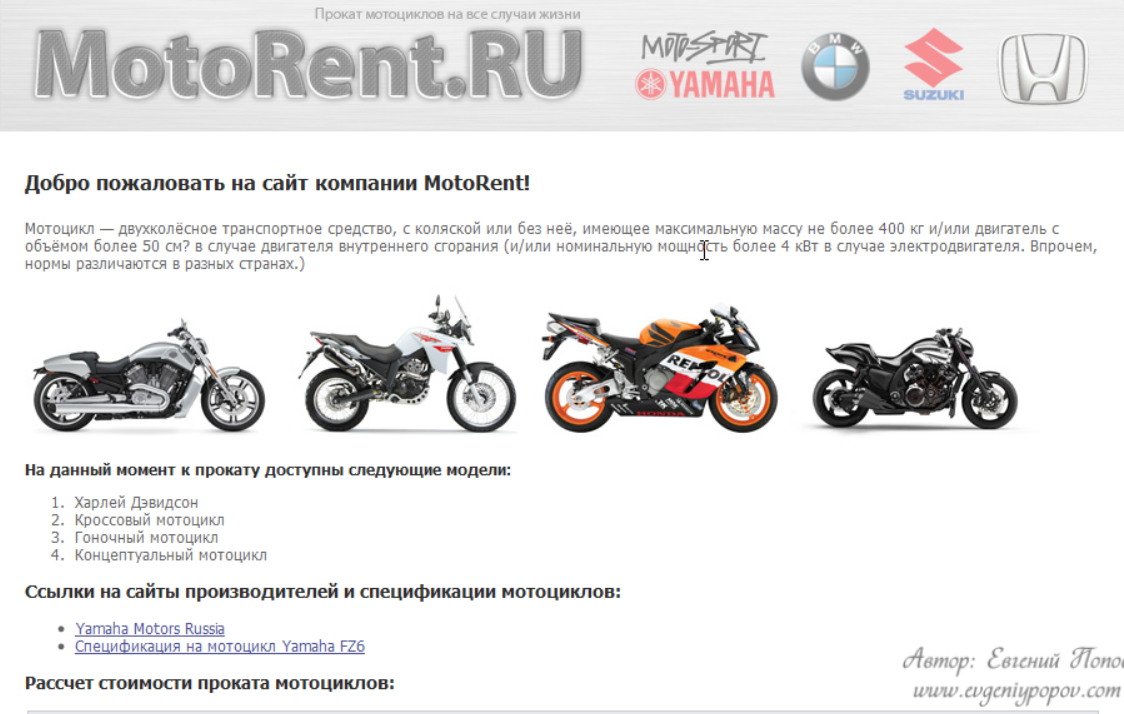 Прокат мотоциклов на все случаи жизни
MotoRent.RU
MOTO-SPORT
YAMAHA
BMW
SUZUKI
Добро пожаловать на сайт компании MotoRent!
Мотоцикл — двухколёсное транспортное средство, с коляской или без неё, имеющее максимальную массу не более 400 кг и/или двигатель с
объёмом более 50 см? в случае двигателя внутреннего сгорания (и/или номинальную мощность более 4 кВт в случае электродвигателя. Впрочем,
нормы различаются в разных странах.)
REPSOL
HONDA
На данный момент к прокату доступны следующие модели:
1. Харлей Дэвидсон
2. Кроссовый мотоцикл
3. Гоночный мотоцикл
4. Концептуальный мотоцикл
Ссылки на сайты производителей и спецификации мотоциклов:
• Yamaha Motors Russia
• Спецификация на мотоцикл Yamaha FZ6
Автор: Евгений Попов
www.evgeniypopov.com
Рассчет стоимости проката мотоциклов: